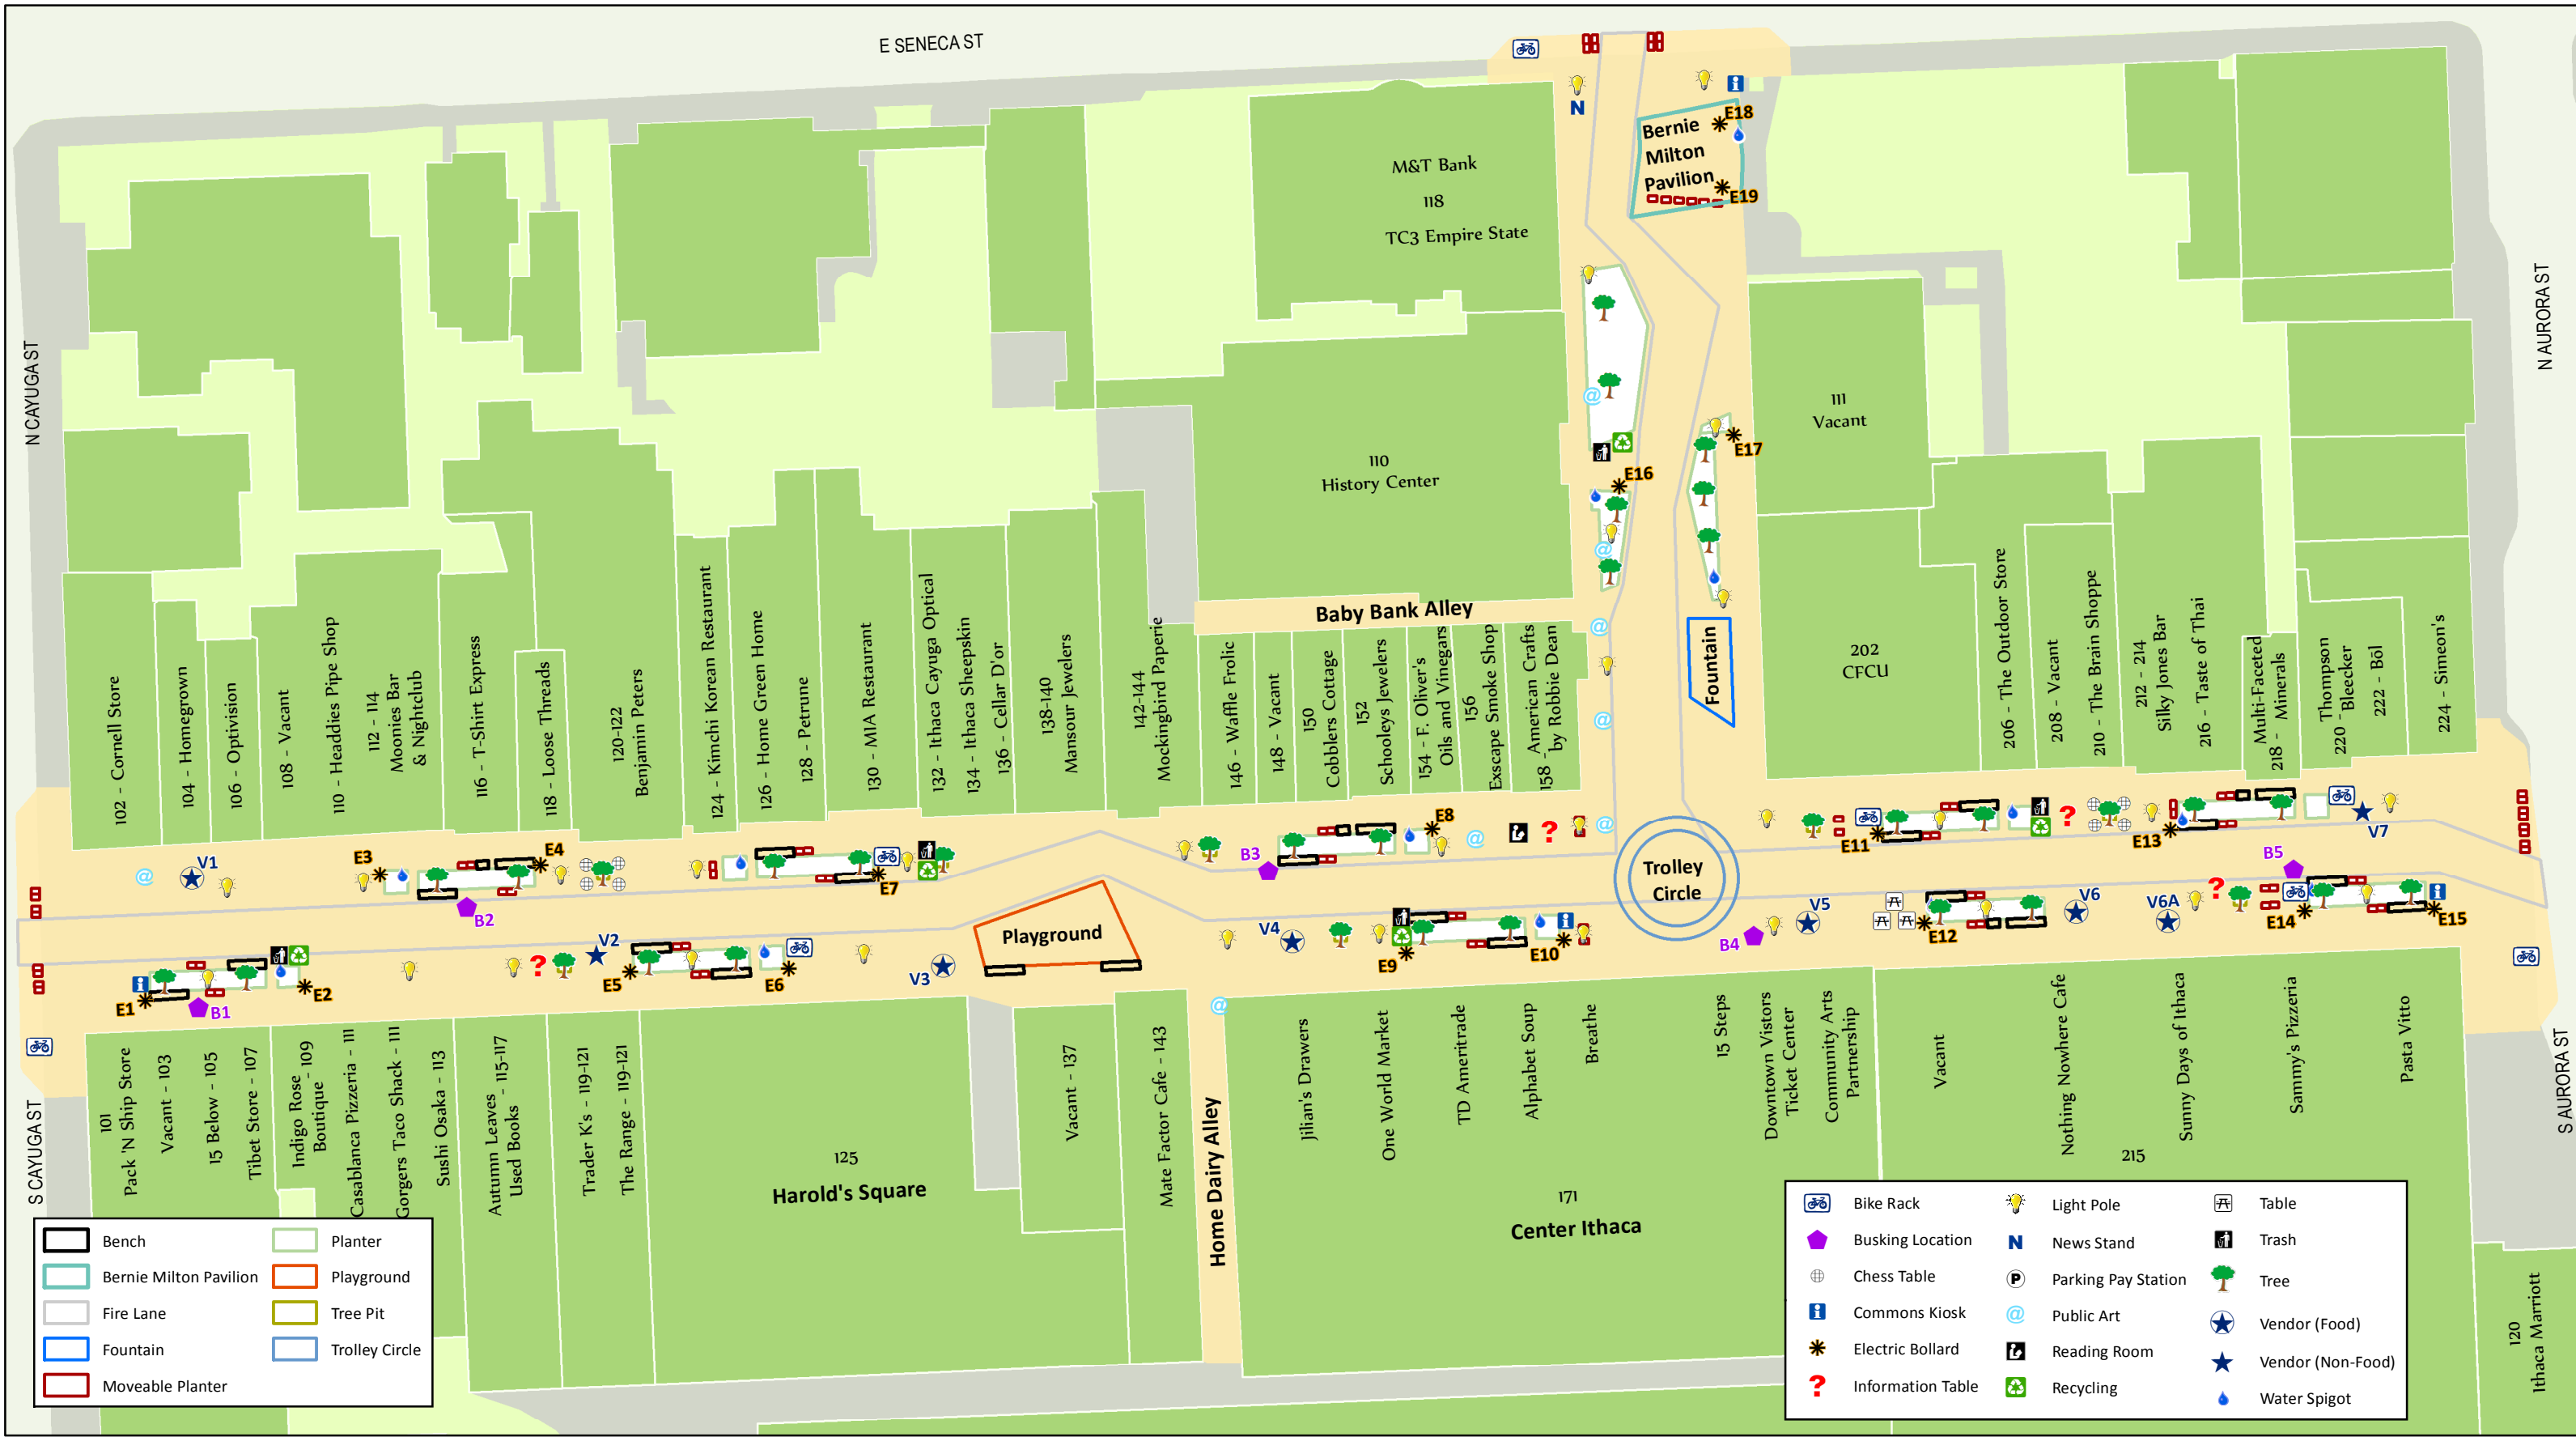 E SENECA ST
N CAYUGA ST
N AURORA ST
S CAYUGA ST
S AURORA ST
M&T Bank
118
TC3 Empire State
N
Bernie
Milton
Pavilion
E18
E19
110
History Center
E16
E17
111
Vacant
Baby Bank Alley
Fountain
202
CFCU
102 - Cornell Store
104 - Homegrown
106 - Optivision
108 - Vacant
110 - Headdies Pipe Shop
112 - 114
Moonies Bar
& Nightclub
116 - T-Shirt Express
118 - Loose Threads
120-122
Benjamin Peters
124 - Kimchi Korean Restaurant
126 - Home Green Home
128 - Petrune
130 - MIA Restaurant
132 - Ithaca Cayuga Optical
134 - Ithaca Sheepskin
136 - Cellar D'or
138-140
Mansour Jewelers
142-144
Mockingbird Paperie
146 - Waffle Frolic
148 - Vacant
150
Cobblers Cottage
152
Schooleys Jewelers
154 - F. Oliver's
Oils and Vinegars
156
Exscape Smoke Shop
158 - American Crafts
by Robbie Dean
206 - The Outdoor Store
208 - Vacant
210 - The Brain Shoppe
212 - 214
Silky Jones Bar
216 - Taste of Thai
Multi-Faceted
218 - Minerals
Thompson
220 - Bleecker
222 - Bol
224 - Simeon's
V1
E3
E4
B2
E7
B3
E8
Trolley
Circle
E11
E13
V7
B5
E1
B1
E2
V2
E5
E6
V3
Playground
V4
E9
E10
B4
V5
E12
V6
V6A
E14
E15
101
Pack 'N Ship Store
Vacant - 103
15 Below - 105
Tibet Store - 107
Indigo Rose
Boutique - 109
Casablanca Pizzeria - 111
Gorgers Taco Shack - 111
Sushi Osaka - 113
Autumn Leaves - 115-117
Used Books
Trader K's - 119-121
The Range - 119-121
125
Harold's Square
Vacant - 137
Mate Factor Cafe - 143
Home Dairy Alley
Jilian's Drawers
One World Market
TD Ameritrade
Alphabet Soup
Breathe
15 Steps
Downtown Vistors
Ticket Center
Community Arts
Partnership
171
Center Ithaca
Vacant
Nothing Nowhere Cafe
Sunny Days of Ithaca
Sammy's Pizzeria
Pasta Vitto
215
120
Ithaca Marriott
Bench
Bernie Milton Pavilion
Fire Lane
Fountain
Moveable Planter
Planter
Playground
Tree Pit
Trolley Circle
Bike Rack
Busking Location
Chess Table
Commons Kiosk
Electric Bollard
Information Table
Light Pole
News Stand
Parking Pay Station
Public Art
Reading Room
Recycling
Table
Trash
Tree
Vendor (Food)
Vendor (Non-Food)
Water Spigot